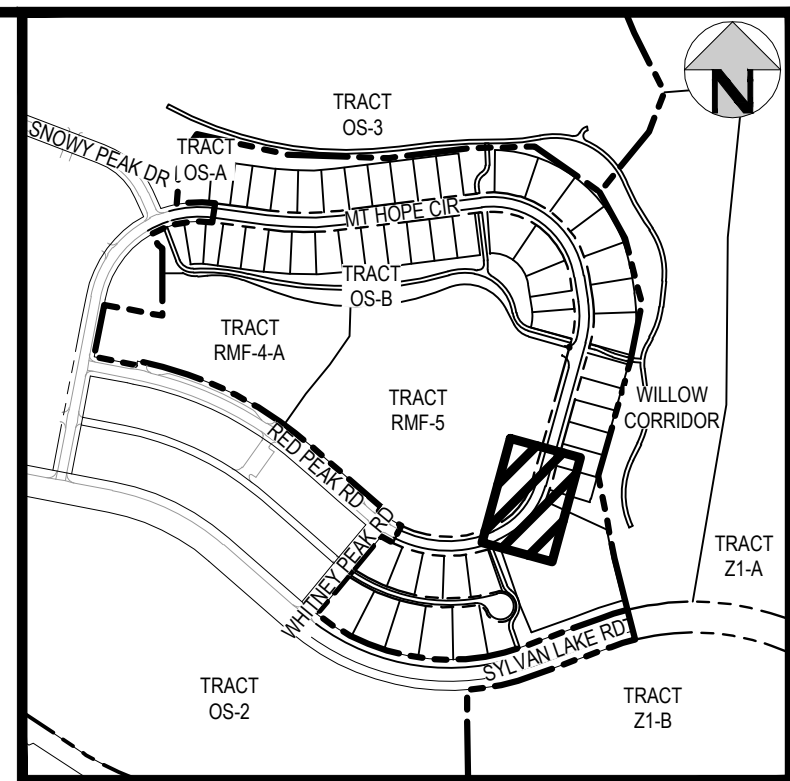 N
TRACT
OS-3
SNOWY PEAK DR
TRACT
OS-A
MT HOPE CIR
TRACT
OS-B
TRACT
RMF-4-A
TRACT
RMF-5
WILLOW
CORRIDOR
RED PEAK RD
WHITNEY PEAK RD
TRACT
Z1-A
SYLVAN LAKE RD
TRACT
OS-2
TRACT
Z1-B